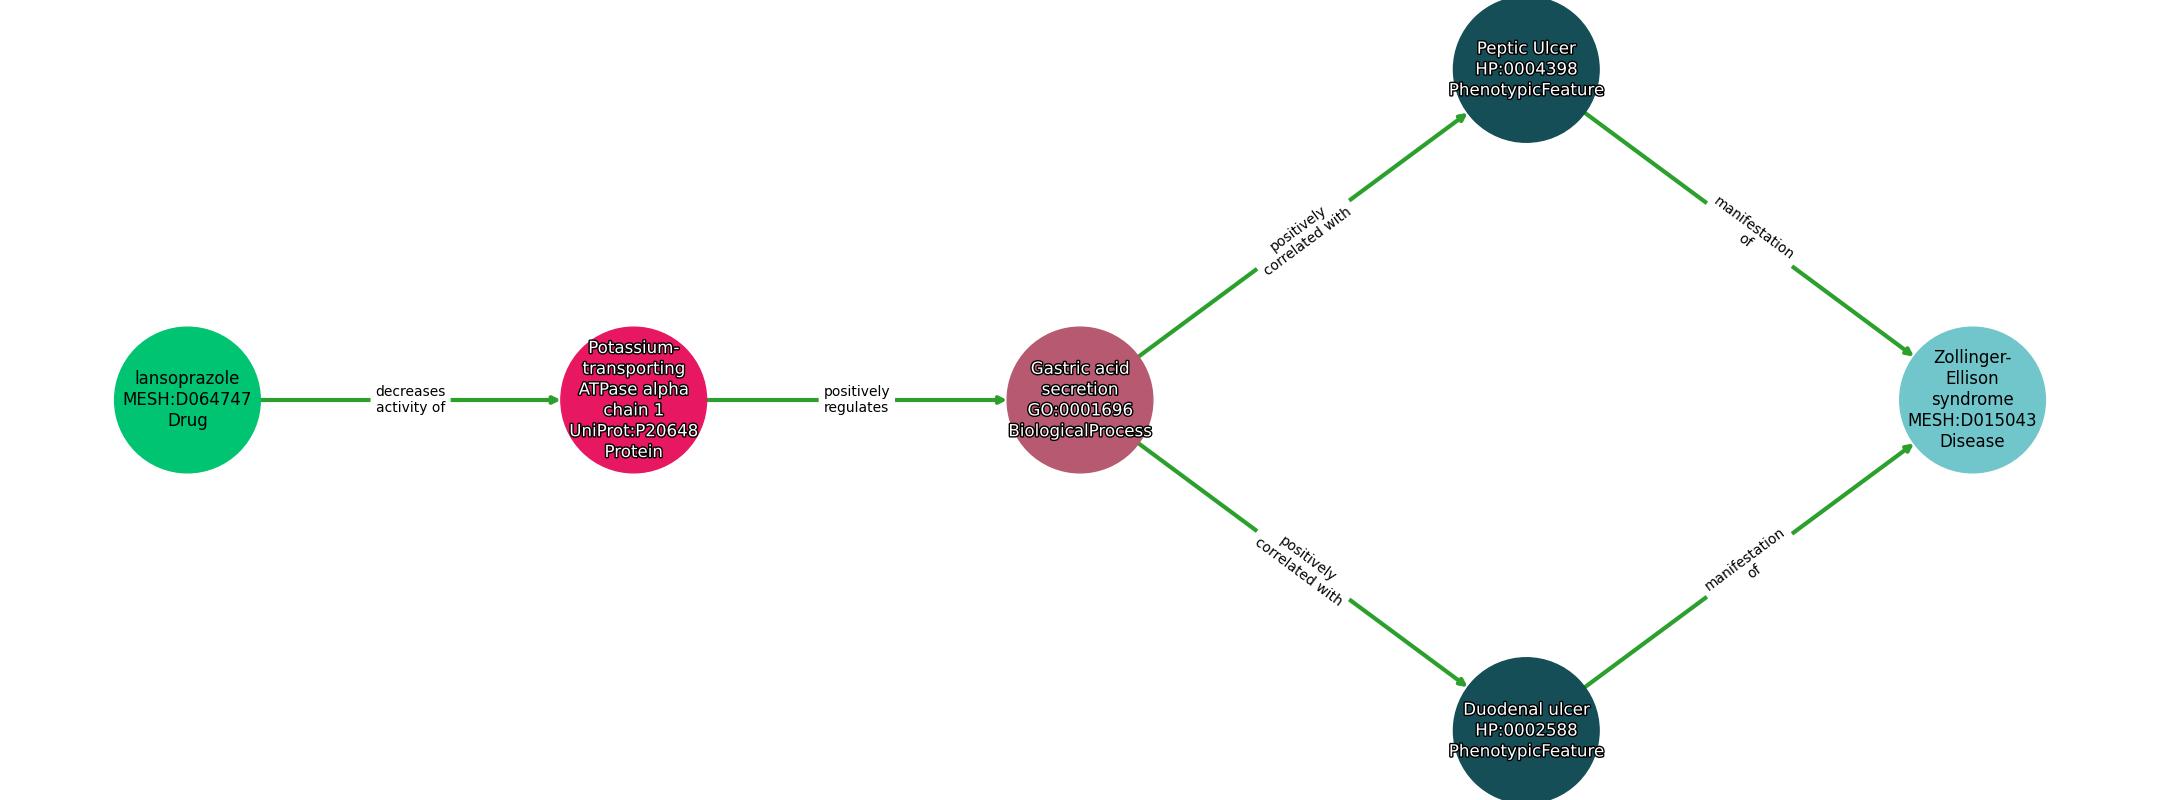 Peptic Ulcer
HP:0004398
PhenotypicFeature
positively
correlated with
manifestation
of
lansoprazole
MESH:D064747
Drug
decreases
activity of
Potassium-
transporting
ATPase alpha
chain 1
UniProt:P20648
Protein
positively
regulates
Gastric acid
secretion
GO:0001696
BiologicalProcess
Zollinger-
Ellison
syndrome
MESH:D015043
Disease
positively
correlated with
manifestation
of
Duodenal ulcer
HP:0002588
PhenotypicFeature